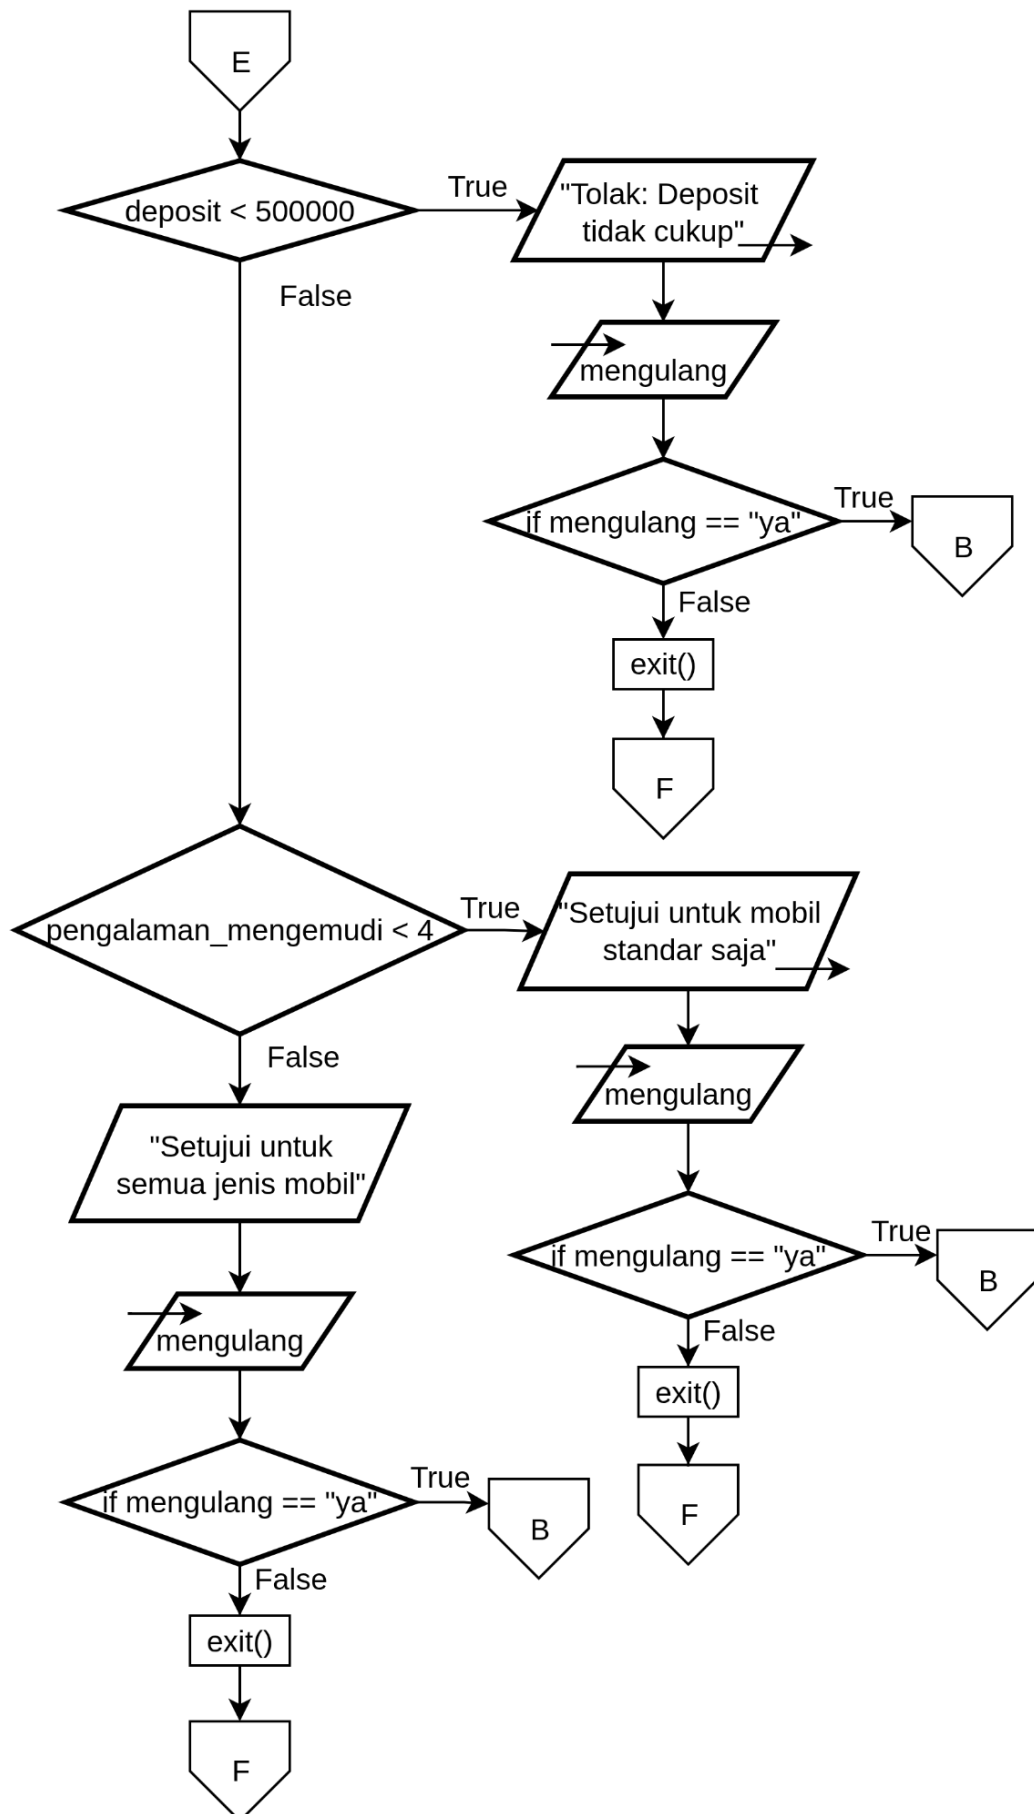 E
deposit < 500000
True
"Tolak: Deposit
tidak cukup"
False
mengulang
if mengulang == "ya"
True
B
False
exit()
F
pengalaman_mengemudi < 4
True
"Setujui untuk mobil
standar saja"
False
mengulang
"Setujui untuk
semua jenis mobil"
if mengulang == "ya"
True
B
False
exit()
F
mengulang
if mengulang == "ya"
True
B
False
exit()
F